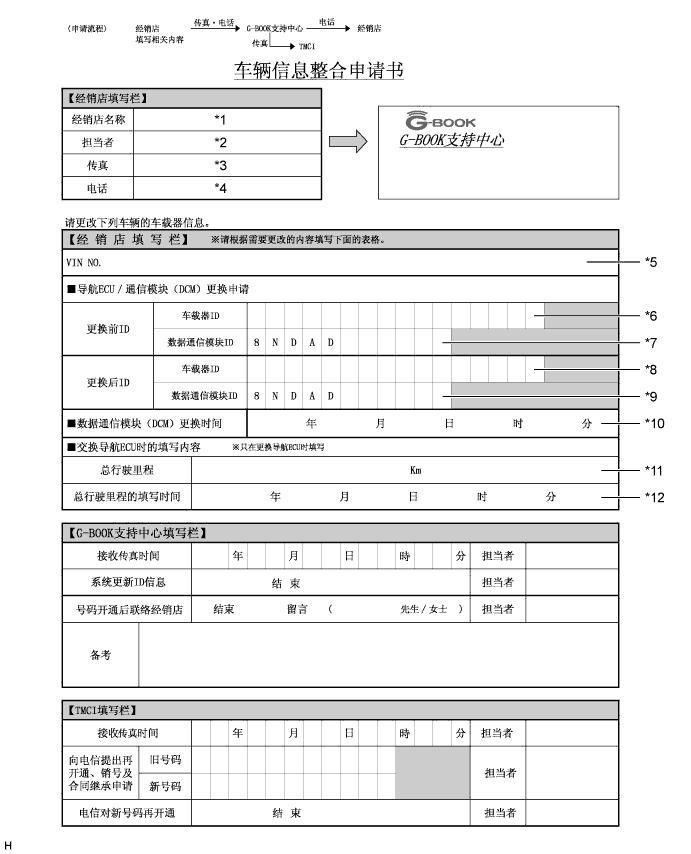 （申请流程） 经销店 传真・电话 G-BOOK支持中心 电话 经销店
填写相关内容 传真 TMCI
车辆信息整合申请书
【经销店填写栏】
经销店名称 *1
担当者 *2
传真 *3
电话 *4
G-BOOK
G-BOOK支持中心
请更改下列车辆的车载器信息。
【经 销 店 填 写 栏】 ※请根据需要更改的内容填写下面的表格。
VIN NO. *5
■导航ECU／通信模块（DCM）更换申请
更换前ID 车载器ID *6
数据通信模块ID 8 N D A D *7
更换后ID 车载器ID *8
数据通信模块ID 8 N D A D *9
■数据通信模块（DCM）更换时间 年 月 日 时 分 *10
■交换导航ECU时的填写内容 ※只在更换导航ECU时填写
总行驶里程 Km *11
总行驶里程的填写时间 年 月 日 时 分 *12
【G-BOOK支持中心填写栏】
接收传真时间 年 月 日 時 分 担当者
系统更新ID信息 结 束 担当者
号码开通后联络经销店 结束 留言 （ 先生／女士 ） 担当者
备考
【TMCI填写栏】
接收传真时间 年 月 日 時 分 担当者
向电信提出再
开通、销号及
合同继承申请 旧号码
新号码 担当者
电信对新号码再开通 结 束 担当者
H